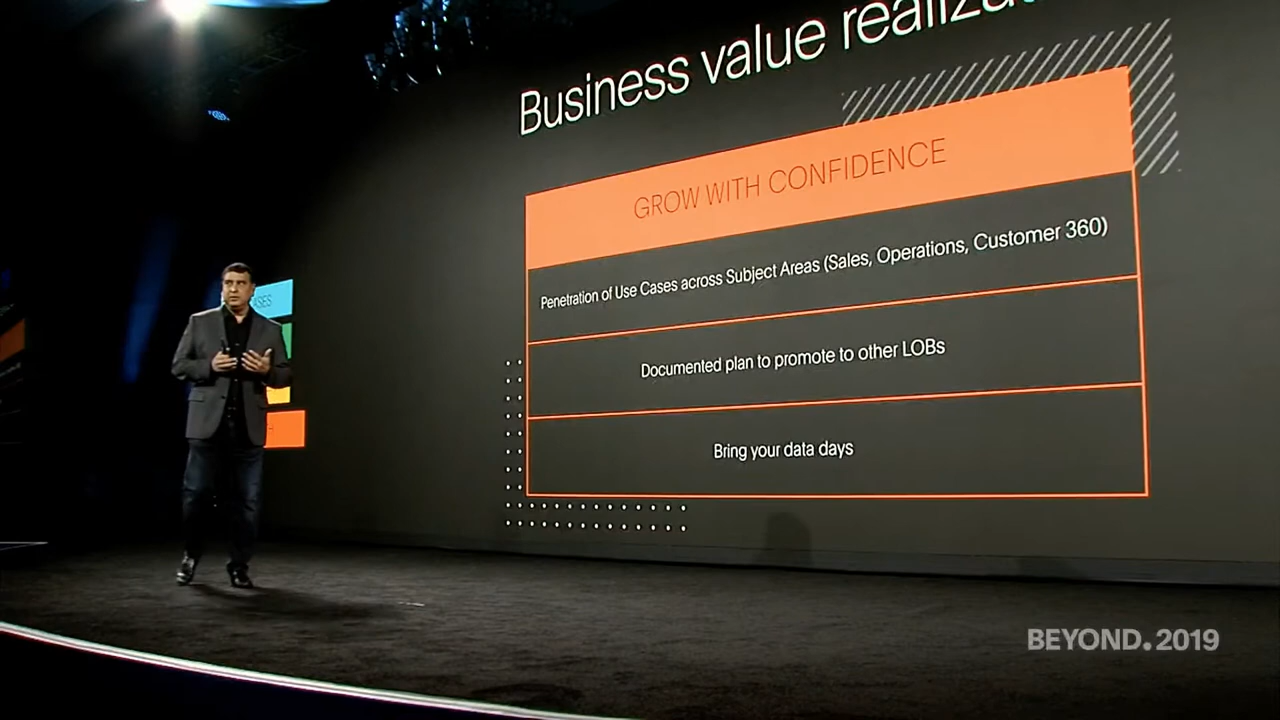 Business value
GROW WITH CONFIDENCE
Penetration of Use Cases across Subject Areas (Sales, Operations, Customer 360)
Documented plan to promote to other LOBs
Bring your data days
BEYOND.2019